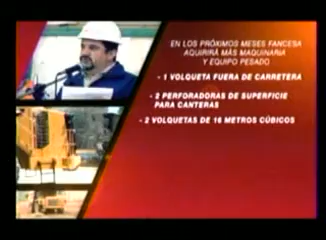 EN LOS PRÓXIMOS MESES FANCESA
AQUIRIRÁ MÁS MAQUINARIA
Y EQUIPO PESADO
- 1 VOLQUETA FUERA DE CARRETERA
- 2 PERFORADORAS DE SUPERFICIE
PARA CANTERAS
- 2 VOLQUETAS DE 16 METROS CÚBICOS